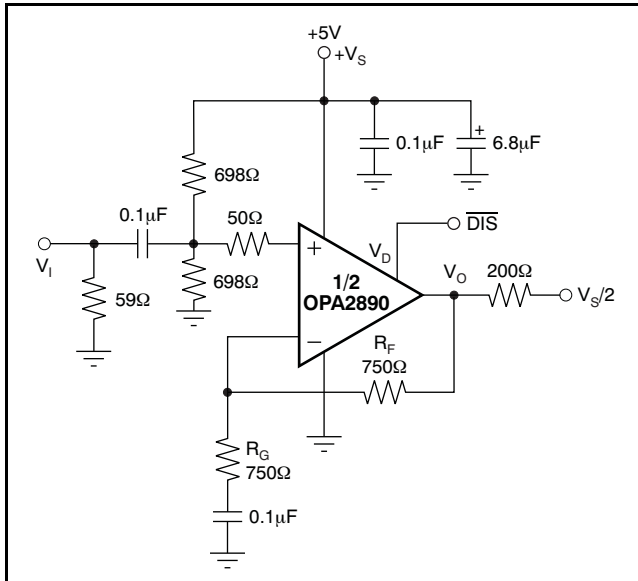 +5V
+VS
698Ω
0.1μF
6.8μF
0.1μF
50Ω
VI
59Ω
698Ω
+
1/2
OPA2890
−
VD
DIS
VO
200Ω
VS/2
RF
750Ω
RG
750Ω
0.1μF